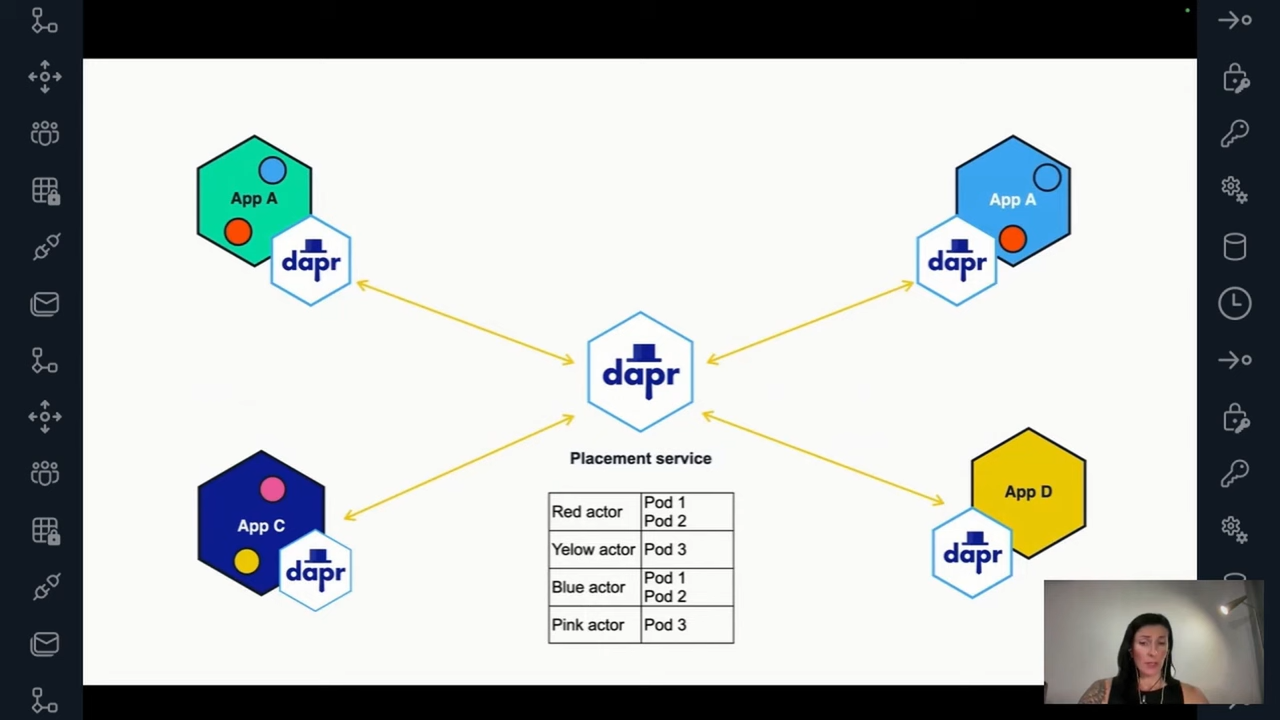 App A
dapr
App A
dapr
dapr
Placement service
App C
dapr
App D
dapr
Red actor
Pod 1
Pod 2
Yelow actor
Pod 3
Blue actor
Pod 1
Pod 2
Pink actor
Pod 3